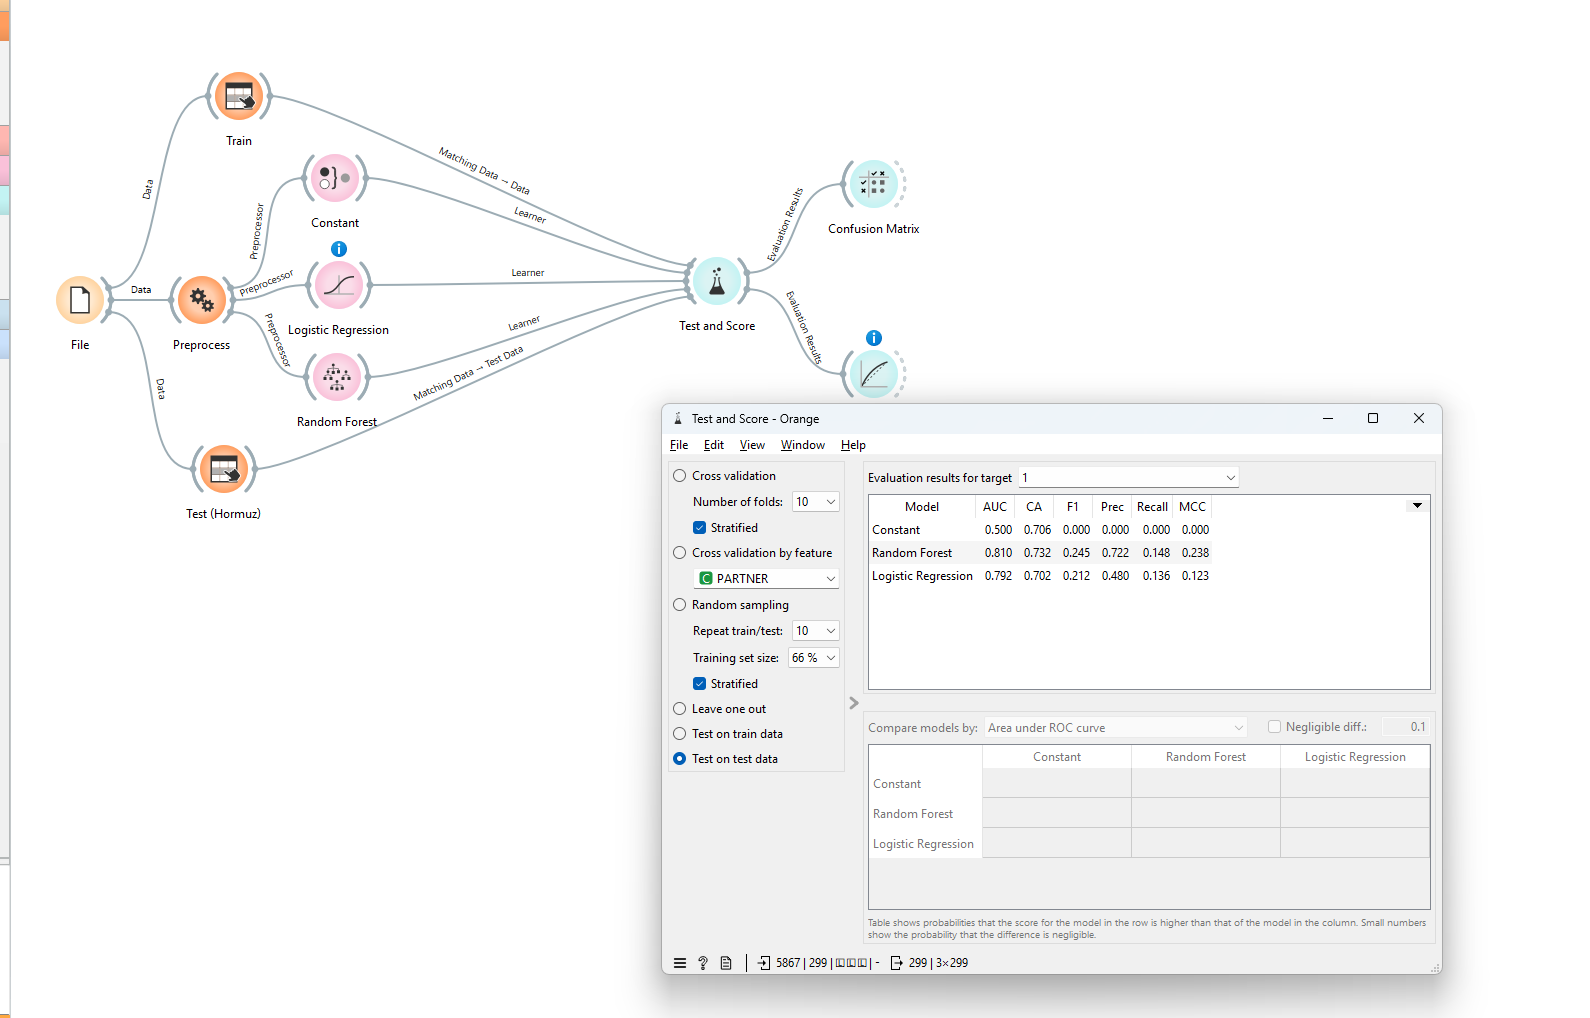 Train
Data
Matching Data → Data
Constant
Preprocessor
Learner
Confusion Matrix
Evaluation Results
File
Data
Preprocess
Preprocessor
Logistic Regression
Learner
Test and Score
Preprocessor
Random Forest
Learner
Matching Data → Test Data
Evaluation Results
Data
Test (Hormuz)
Test and Score - Orange
File Edit View Window Help
Cross validation
Number of folds: 10
Stratified
Cross validation by feature
C PARTNER
Random sampling
Repeat train/test: 10
Training set size: 66 %
Stratified
Leave one out
Test on train data
Test on test data
Evaluation results for target 1
Model AUC CA F1 Prec Recall MCC
Constant 0.500 0.706 0.000 0.000 0.000 0.000
Random Forest 0.810 0.732 0.245 0.722 0.148 0.238
Logistic Regression 0.792 0.702 0.212 0.480 0.136 0.123
Compare models by: Area under ROC curve Negligible diff.: 0.1
Constant Random Forest Logistic Regression
Constant
Random Forest
Logistic Regression
Table shows probabilities that the score for the model in the row is higher than that of the model in the column. Small numbers
show the probability that the difference is negligible.
5867 | 299 | | - 299 | 3×299